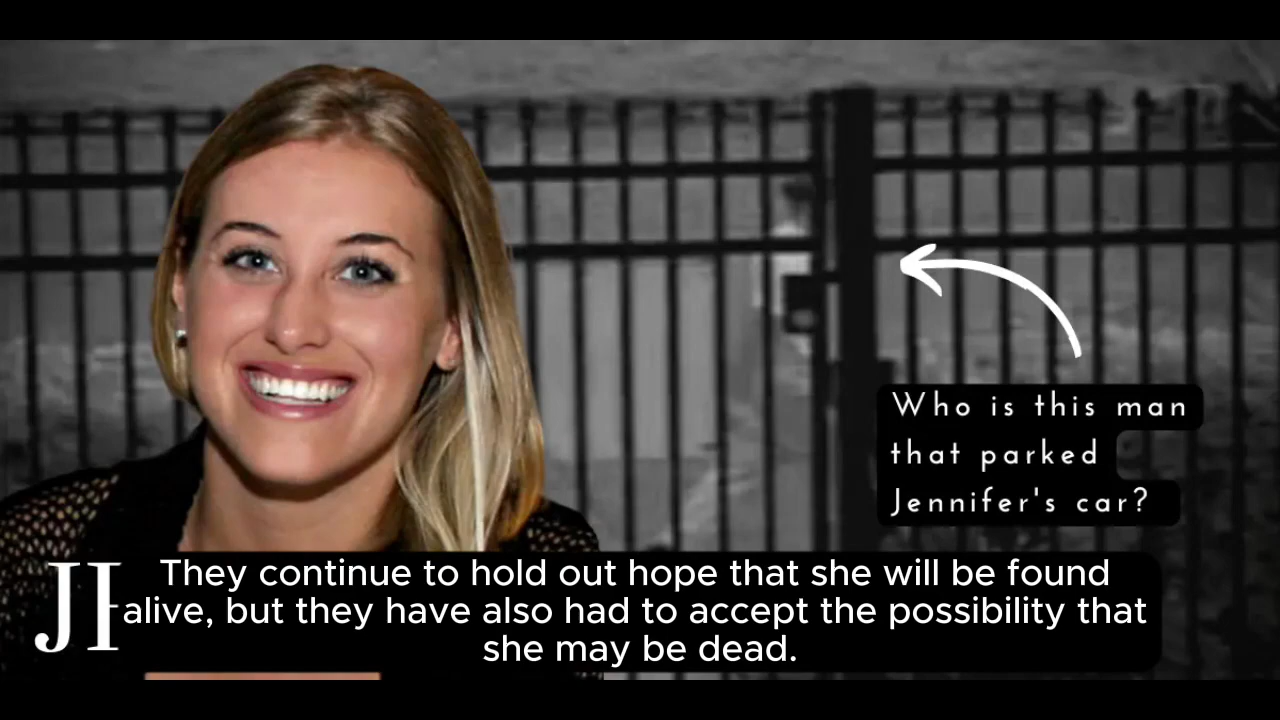 Who is this man
that parked
Jennifer's car?
They continue to hold out hope that she will be found
alive, but they have also had to accept the possibility that
she may be dead.